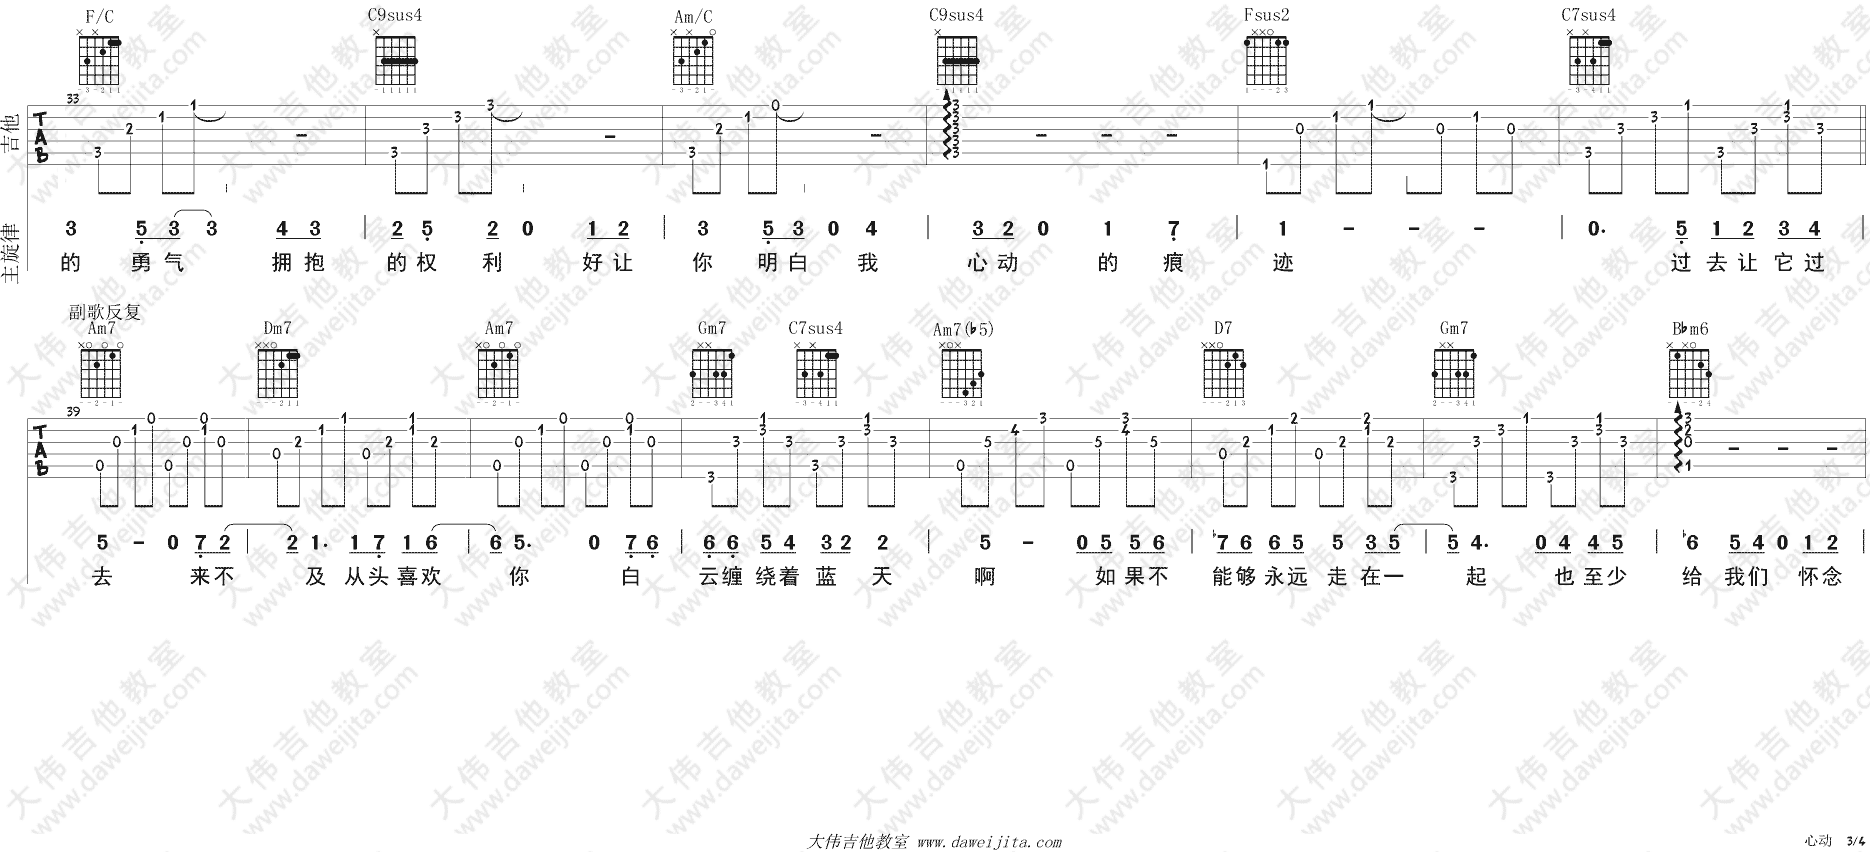 F/C C9sus4 Am/C C9sus4 Fsus2 C7sus4
33
吉他
主旋律
3 5 3 3 4 3 | 2 5 2 0 1 2 | 3 5 3 0 4 | 3 2 0 1 7 | 1 - - - | 0. 5 1 2 3 4
的 勇 气 拥 抱 的 权 利 好 让 你 明 白 我 心 动 的 痕 迹 过 去 让 它 过
副歌反复
Am7 Dm7 Am7 Gm7 C7sus4 Am7(♭5) D7 Gm7 B♭m6
39
5 - 0 7 2 | 2 1. 1 7 1 6 | 6 5. 0 7 6 | 6 6 5 4 3 2 2 | 5 - 0 5 5 6 | ♭7 6 6 5 5 3 5 | 5 4. 0 4 4 5 | ♭6 5 4 0 1 2 |
去 来 不 及 从 头 喜 欢 你 白 云 缠 绕 着 蓝 天 啊 如 果 不 能 够 永 远 走 在 一 起 也 至 少 给 我 们 怀 念
大伟吉他教室 www.daweijita.com
心动 3/4